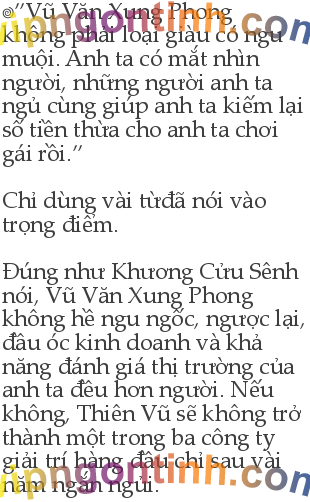 "Vũ Văn Xung Phong
không phải loại giàu có ngu
muội. Anh ta có mắt nhìn
người, những người anh ta
ngủ cùng giúp anh ta kiếm lại
số tiền thừa cho anh ta chơi
gái rồi."
Chỉ dùng vài từđã nói vào
trọng điểm.
Đúng như Khương Cửu Sênh
nói, Vũ Văn Xung Phong
không hề ngu ngốc, ngược lại,
đầu óc kinh doanh và khả
năng đánh giá thị trường của
anh ta đều hơn người. Nếu
không, Thiên Vũ sẽ không trở
thành một trong ba công ty
giải trí hàng đầu chỉ sau vài
năm ngắn ngủi.
vipngontinh.com
vipngontinh.com